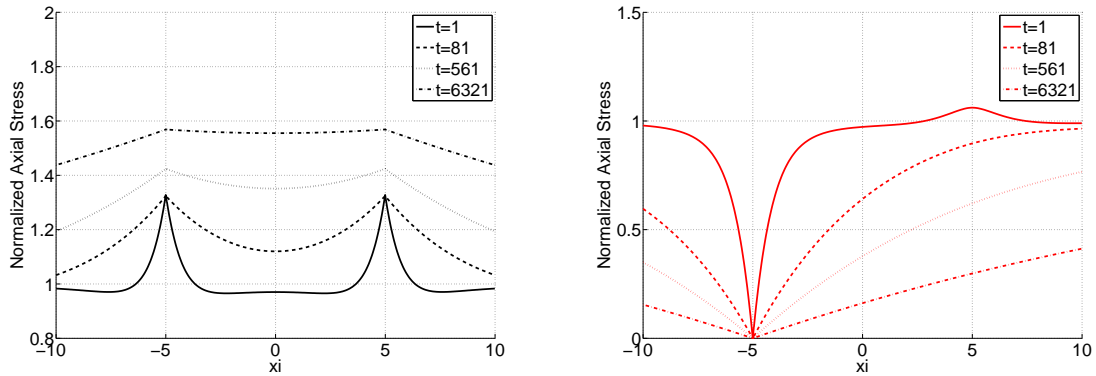 2
1.8
1.6
1.4
1.2
1
0.8
−10
−5
0
5
10
xi
Normalized Axial Stress
t=1
t=81
t=561
t=6321
1.5
1
0.5
0
−10
−5
0
5
10
xi
Normalized Axial Stress
t=1
t=81
t=561
t=6321